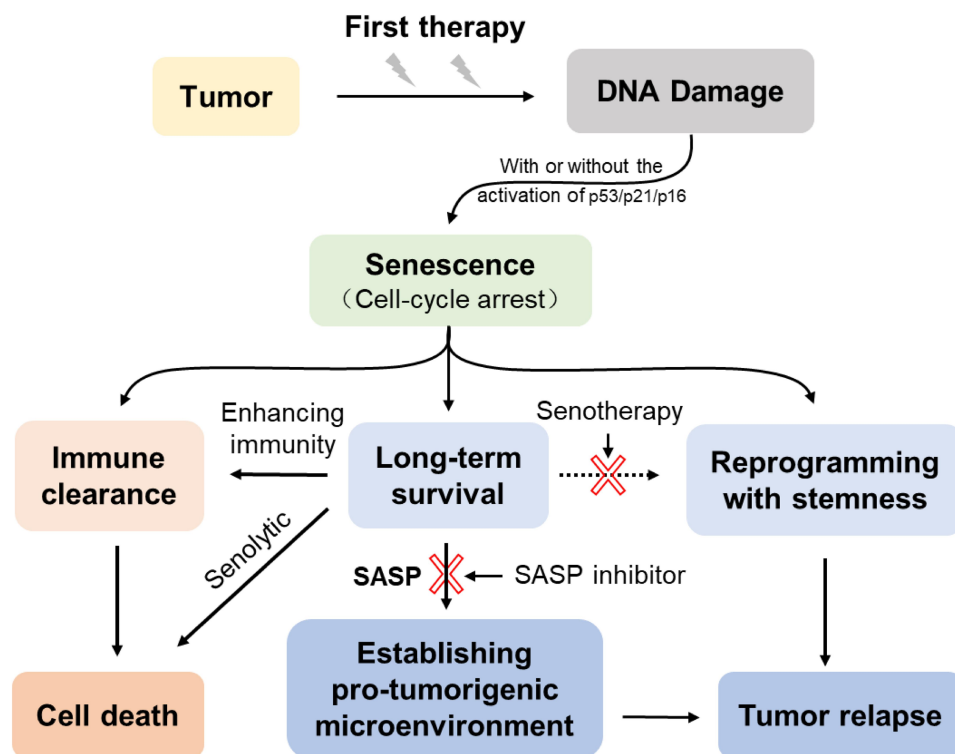 First therapy
Tumor
DNA Damage
With or without the
activation of p53/p21/p16
Senescence
（Cell-cycle arrest）
Enhancing
immunity
Senotherapy
Immune
clearance
Long-term
survival
Reprogramming
with stemness
Senolytic
SASP
SASP inhibitor
Establishing
pro-tumorigenic
microenvironment
Cell death
Tumor relapse